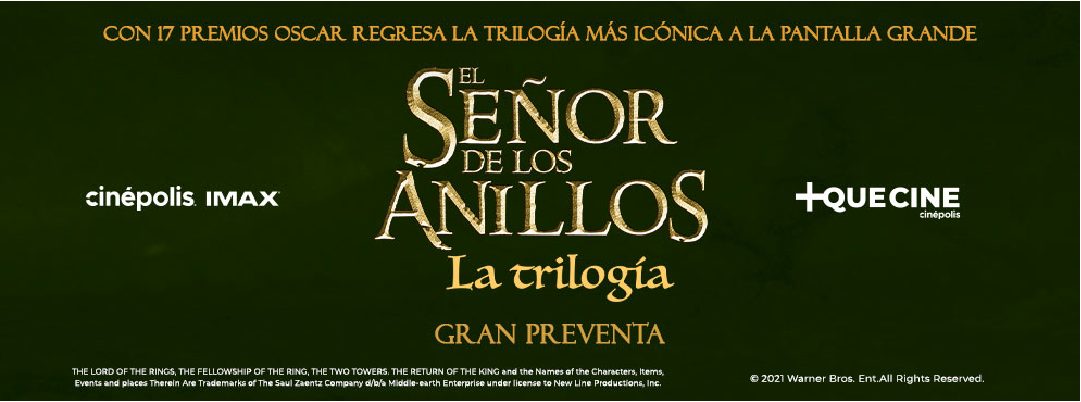 CON 17 PREMIOS OSCAR REGRESA LA TRILOGÍA MÁS ICÓNICA A LA PANTALLA GRANDE
EL
SEÑOR
DE LOS
ANILLOS
La trilogía
cinépolis. IMAX
+QUECINE
cinépolis
GRAN PREVENTA
THE LORD OF THE RINGS, THE FELLOWSHIP OF THE RING, THE TWO TOWERS. THE RETURN OF THE KING and the Names of the Characters, Items,
Events and places Therein Are Trademarks of The Saul Zaentz Company d/b/a Middle-earth Enterprise under license to New Line Productions, Inc.
© 2021 Warner Bros. Ent.All Rights Reserved.